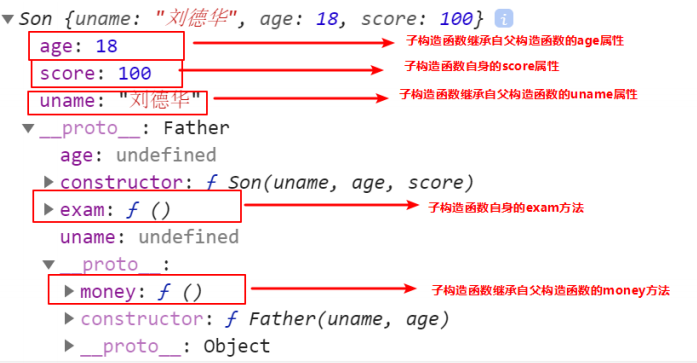 ▼Son {uname: "刘德华", age: 18, score: 100} i
age: 18 子构造函数继承自父构造函数的age属性
score: 100 子构造函数自身的score属性
uname: "刘德华" 子构造函数继承自父构造函数的uname属性
▼__proto__: Father
age: undefined
▶constructor: ƒ Son(uname, age, score)
▶exam: ƒ () 子构造函数自身的exam方法
uname: undefined
▼__proto__:
▶money: ƒ () 子构造函数继承自父构造函数的money方法
▶constructor: ƒ Father(uname, age)
▶__proto__: Object